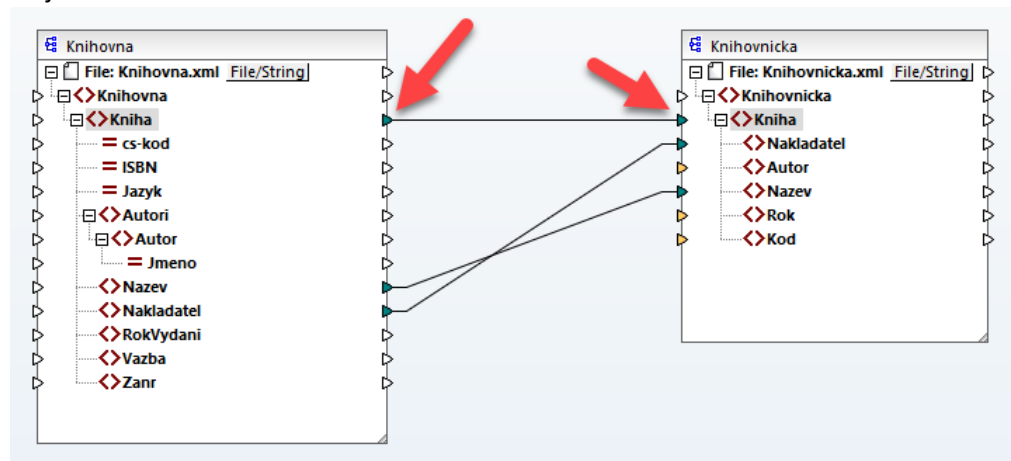 Knihovna
File: Knihovna.xml File/String
Knihovna
Kniha
cs-kod
ISBN
Jazyk
Autori
Autor
Jmeno
Nazev
Nakladatel
RokVydani
Vazba
Zanr
Knihovnicka
File: Knihovnicka.xml File/String
Knihovnicka
Kniha
Nakladatel
Autor
Nazev
Rok
Kod